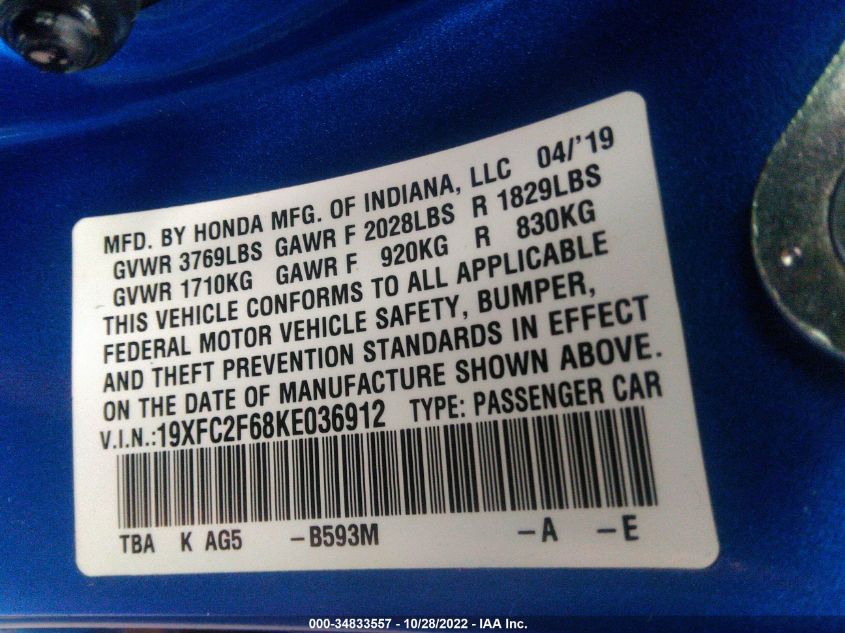 MFD. BY HONDA MFG. OF INDIANA, LLC 04/'19
GVWR 3769LBS GAWR F 2028LBS R 1829LBS
GVWR 1710KG GAWR F 920KG R 830KG
THIS VEHICLE CONFORMS TO ALL APPLICABLE
FEDERAL MOTOR VEHICLE SAFETY, BUMPER,
AND THEFT PREVENTION STANDARDS IN EFFECT
ON THE DATE OF MANUFACTURE SHOWN ABOVE.
V.I.N.:19XFC2F68KE036912 TYPE: PASSENGER CAR
TBA K AG5 -B593M -A -E
000-34833557 - 10/28/2022 - IAA Inc.